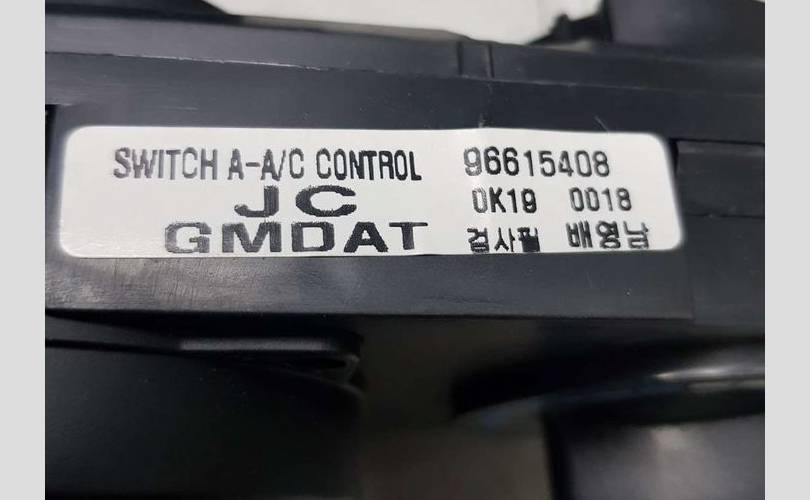 SWITCH A-A/C CONTROL 96615408
JC 0K19 0018
GMDAT 검사필 배영남